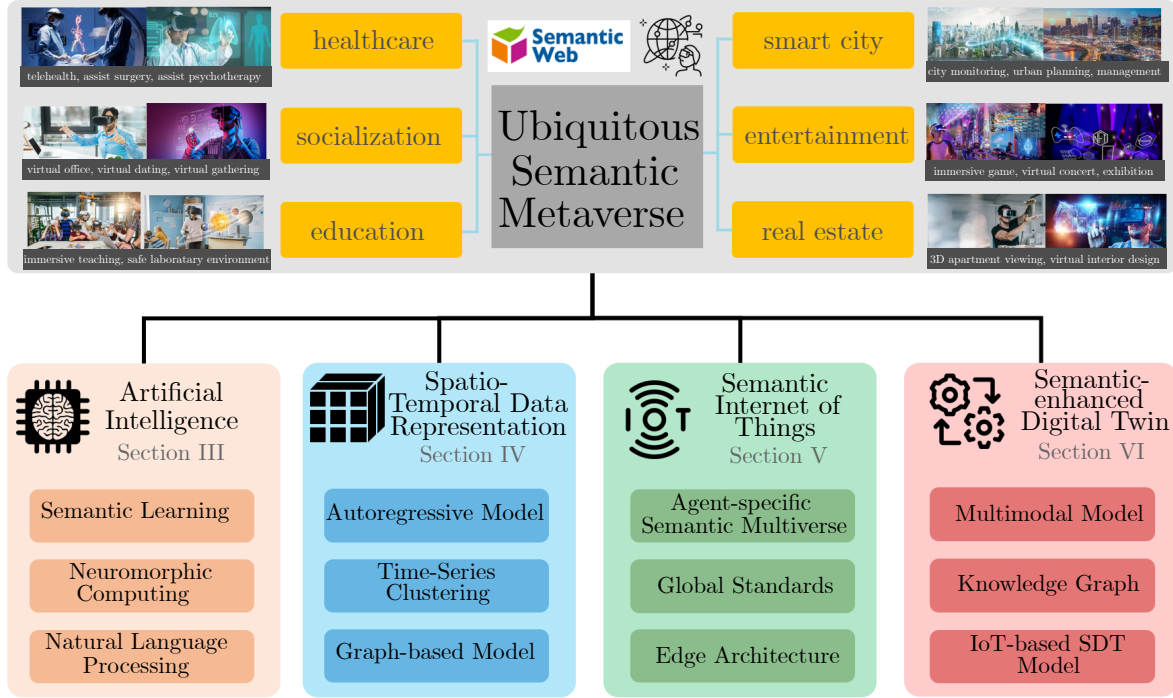 healthcare
telehealth, assist surgery, assist psychotherapy
socialization
virtual office, virtual dating, virtual gathering
education
immersive teaching, safe laboratary environment
Semantic
Web
Ubiquitous
Semantic
Metaverse
smart city
city monitoring, urban planning, management
entertainment
immersive game, virtual concert, exhibition
real estate
3D apartment viewing, virtual interior design
Artificial
Intelligence
Section III
Semantic Learning
Neuromorphic
Computing
Natural Language
Processing
Spatio-
Temporal Data
Representation
Section IV
Autoregressive Model
Time-Series
Clustering
Graph-based Model
IOT
Semantic
Internet of
Things
Section V
Agent-specific
Semantic Multiverse
Global Standards
Edge Architecture
Semantic-
enhanced
Digital Twin
Section VI
Multimodal Model
Knowledge Graph
IoT-based SDT
Model